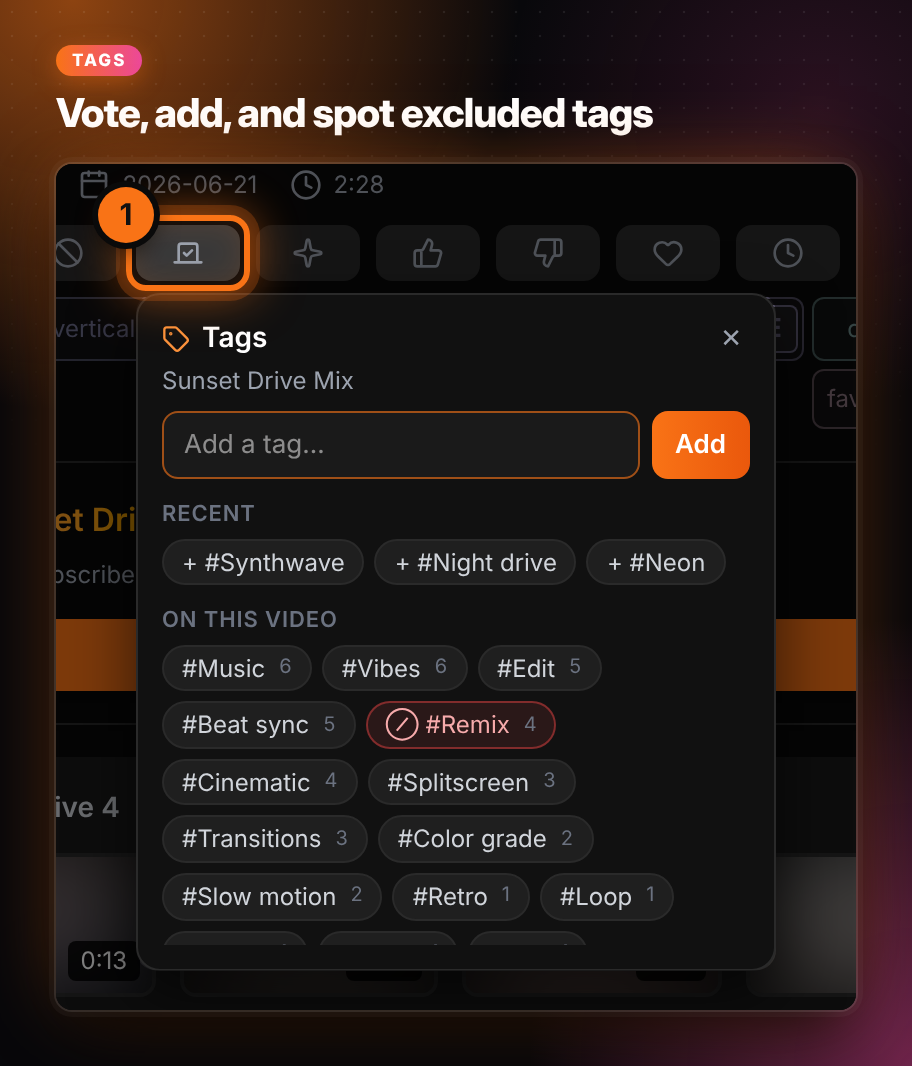 TAGS
Vote, add, and spot excluded tags
2026-06-21 2:28
1
vertical
Tags
Sunset Drive Mix
fav
Add a tag... Add
RECENT
et Dri
+ #Synthwave + #Night drive + #Neon
bscribe
ON THIS VIDEO
#Music 6 #Vibes 6 #Edit 5
#Beat sync 5 #Remix 4
#Cinematic 4 #Splitscreen 3
ive 4
#Transitions 3 #Color grade 2
#Slow motion 2 #Retro 1 #Loop 1
0:13